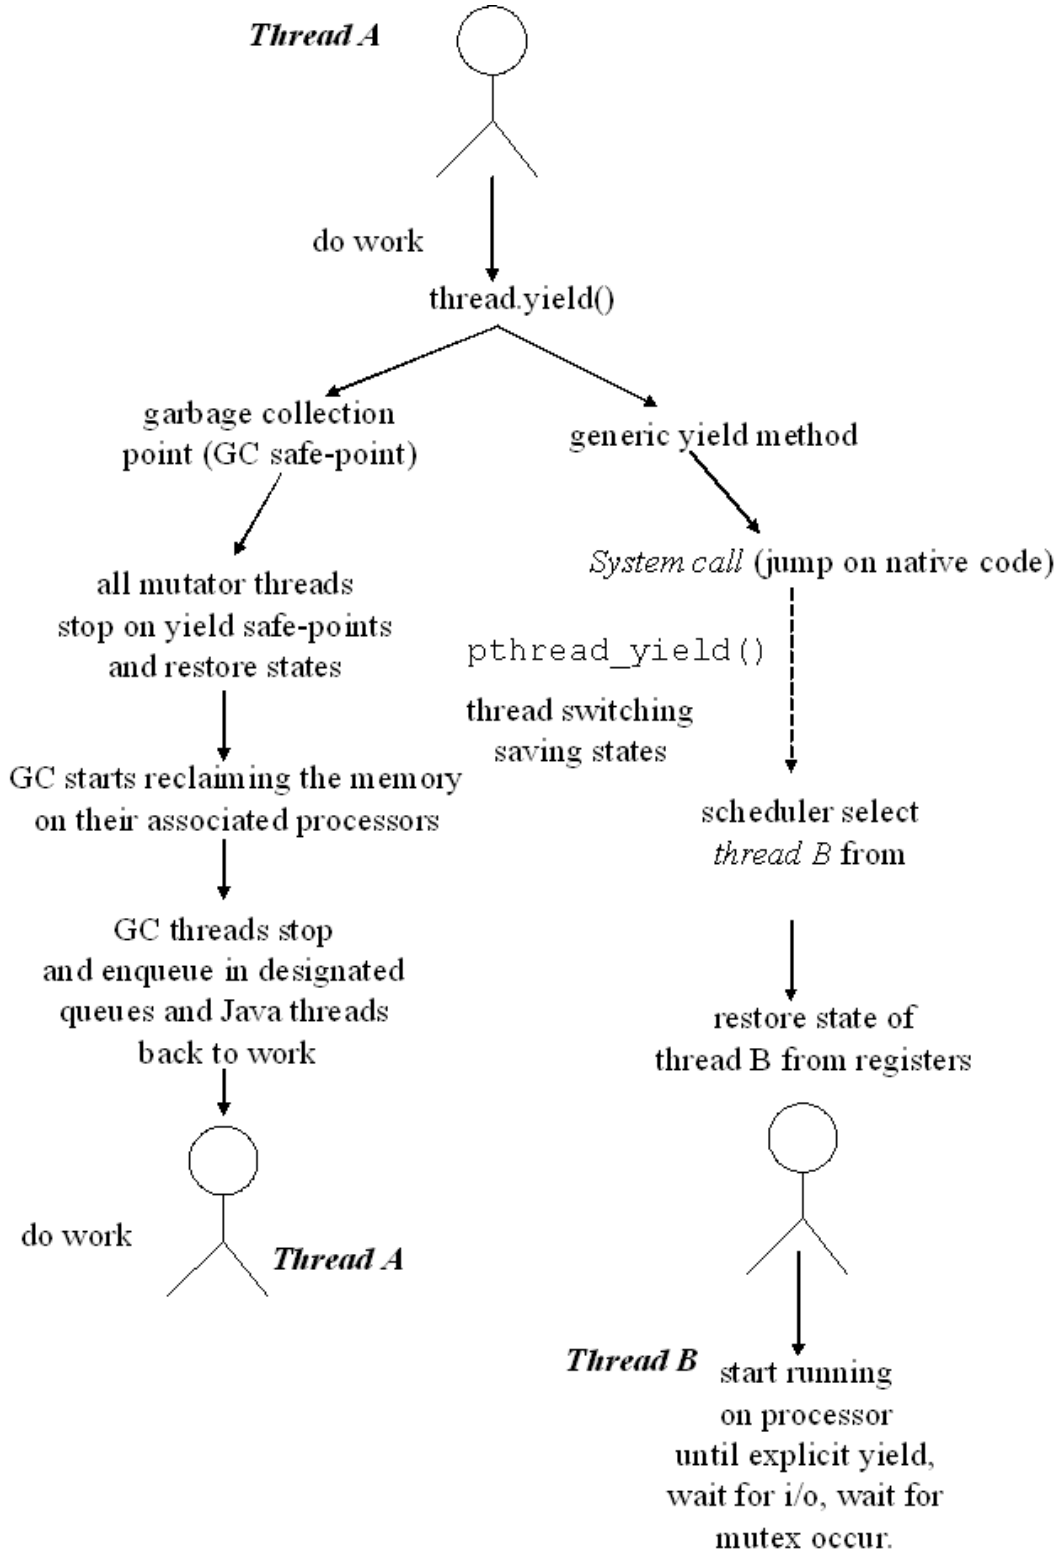 Thread A
do work
thread.yield()
garbage collection
point (GC safe-point)
generic yield method
System call (jump on native code)
all mutator threads
stop on yield safe-points
and restore states
pthread_yield()
thread switching
saving states
GC starts reclaiming the memory
on their associated processors
scheduler select
thread B from
GC threads stop
and enqueue in designated
queues and Java threads
back to work
restore state of
thread B from registers
do work
Thread A
Thread B
start running
on processor
until explicit yield,
wait for i/o, wait for
mutex occur.